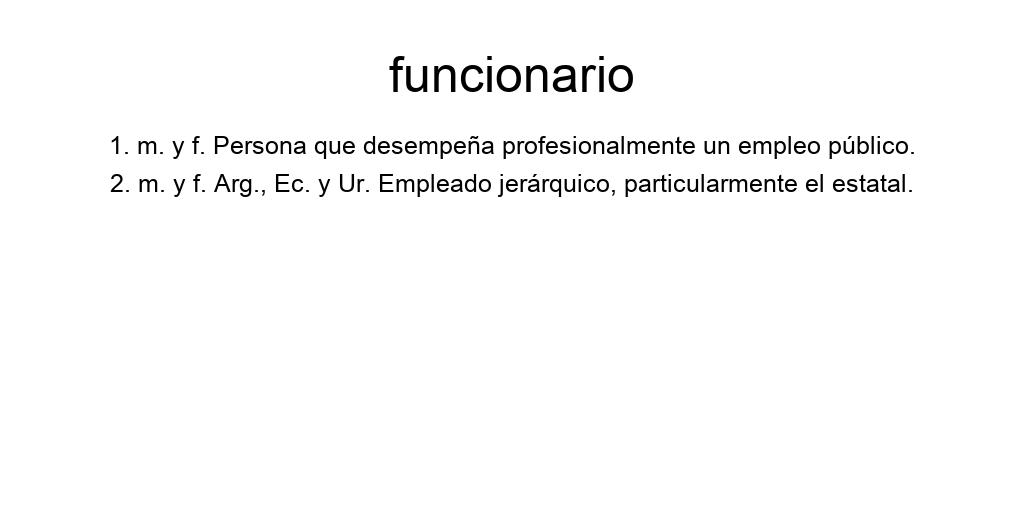 funcionario
1. m. y f. Persona que desempeña profesionalmente un empleo público.
2. m. y f. Arg., Ec. y Ur. Empleado jerárquico, particularmente el estatal.